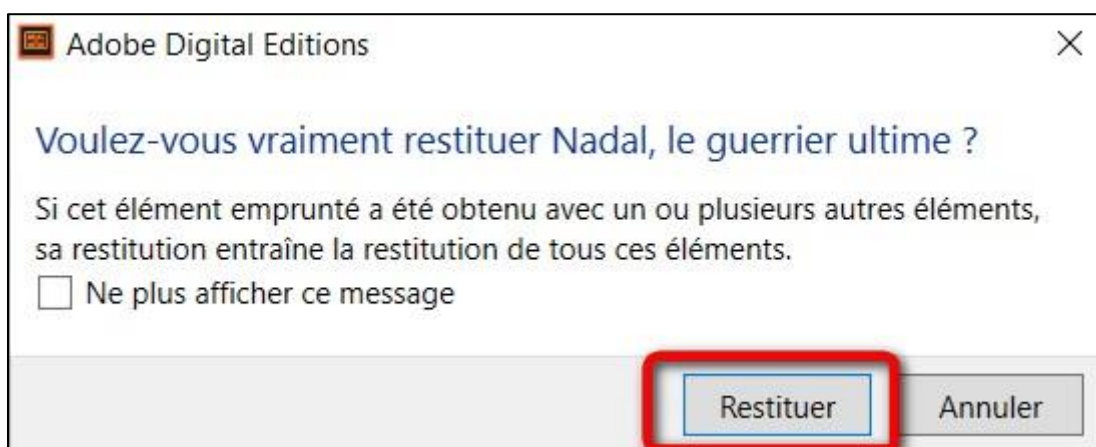 Adobe Digital Editions
Voulez-vous vraiment restituer Nadal, le guerrier ultime ?
Si cet élément emprunté a été obtenu avec un ou plusieurs autres éléments,
sa restitution entraîne la restitution de tous ces éléments.
Ne plus afficher ce message
Restituer Annuler